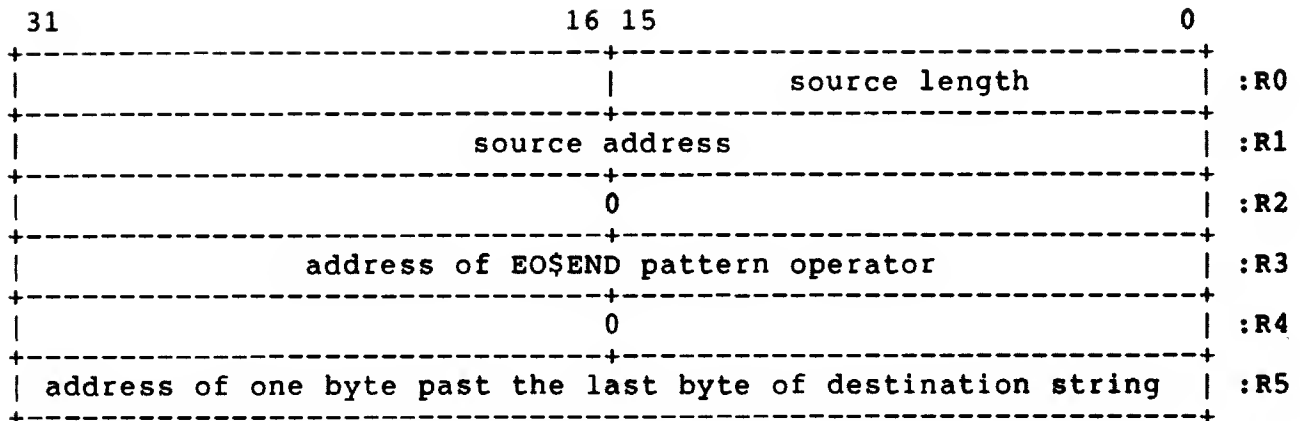 31 16 15 0
source length :R0
source address :R1
0 :R2
address of EO$END pattern operator :R3
0 :R4
address of one byte past the last byte of destination string :R5